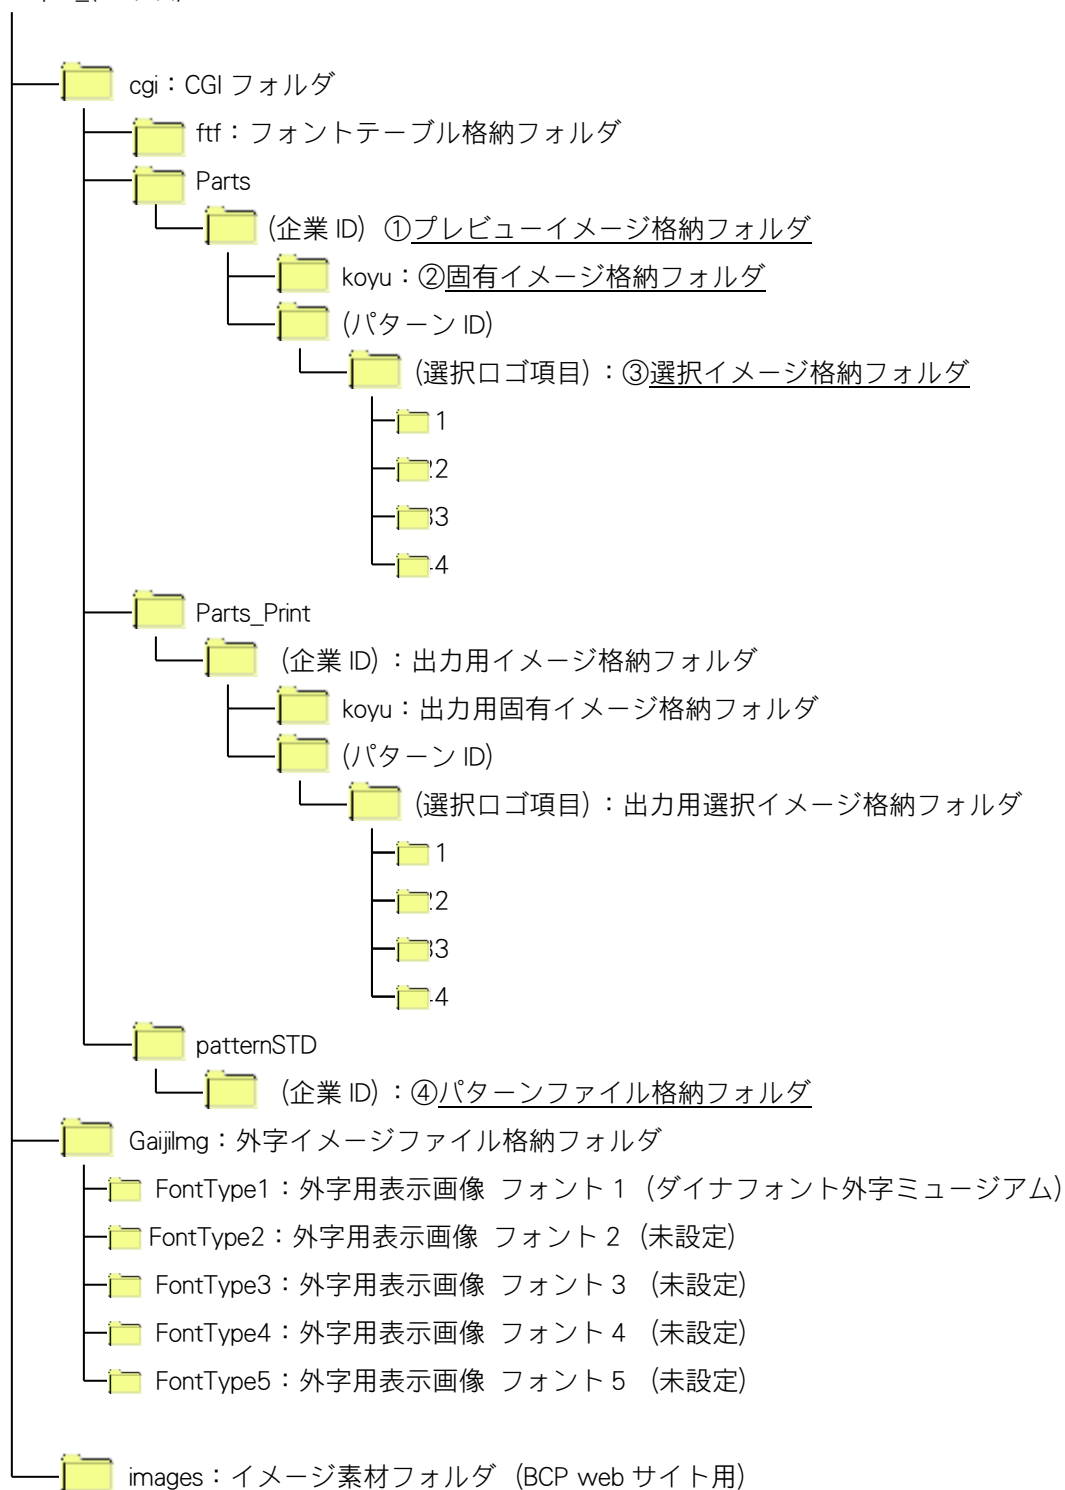 cgi：CGI フォルダ
ftf：フォントテーブル格納フォルダ
Parts
(企業 ID) ①プレビューイメージ格納フォルダ
koyu：②固有イメージ格納フォルダ
(パターン ID)
(選択ロゴ項目)：③選択イメージ格納フォルダ
1
2
3
4
Parts_Print
(企業 ID)：出力用イメージ格納フォルダ
koyu：出力用固有イメージ格納フォルダ
(パターン ID)
(選択ロゴ項目)：出力用選択イメージ格納フォルダ
1
2
3
4
patternSTD
(企業 ID)：④パターンファイル格納フォルダ
GaijiImg：外字イメージファイル格納フォルダ
FontType1：外字用表示画像 フォント 1 (ダイナフォント外字ミュージアム)
FontType2：外字用表示画像 フォント 2 (未設定)
FontType3：外字用表示画像 フォント 3 (未設定)
FontType4：外字用表示画像 フォント 4 (未設定)
FontType5：外字用表示画像 フォント 5 (未設定)
images：イメージ素材フォルダ (BCP web サイト用)